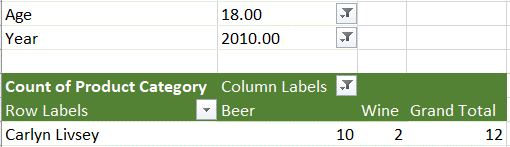 Age 18.00
Year 2010.00
Count of Product Category Column Labels
Row Labels Beer Wine Grand Total
Carlyn Livsey 10 2 12